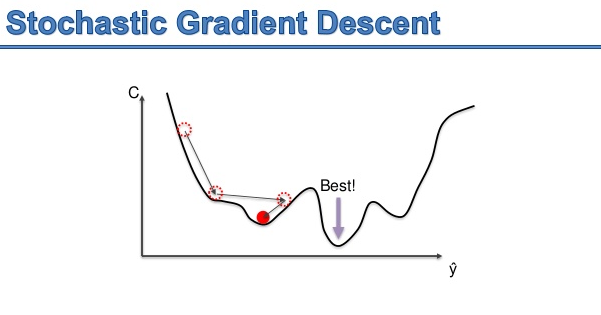 Stochastic Gradient Descent
C
Best!
ŷ